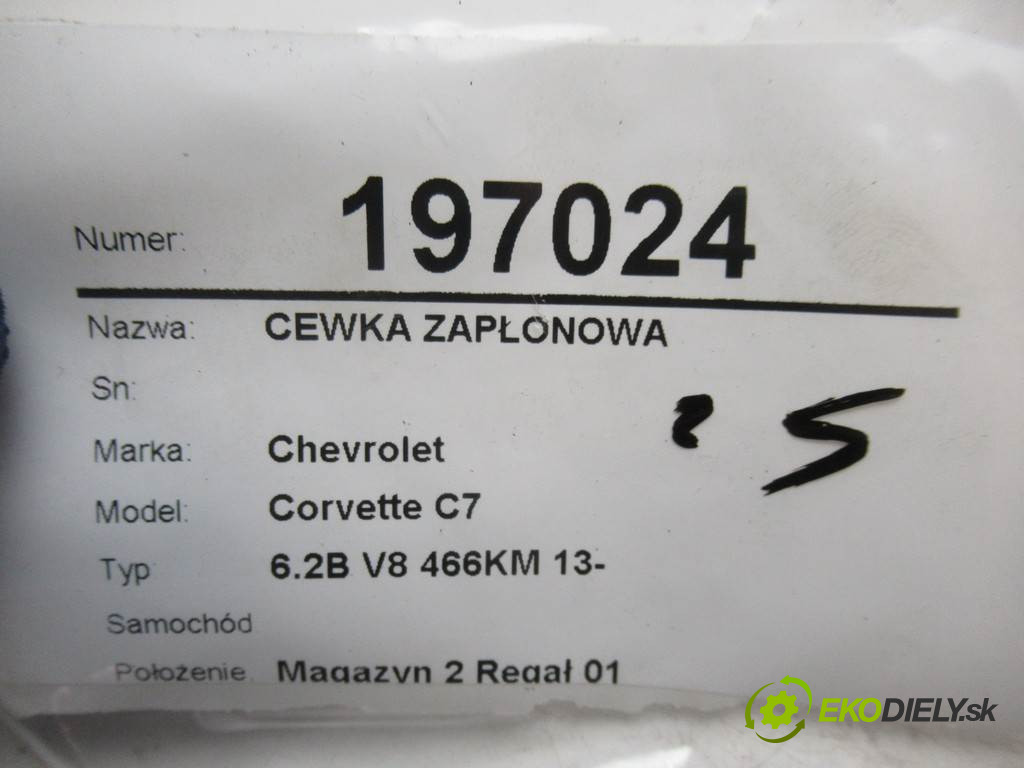 Numer: 197024
Nazwa: CEWKA ZAPŁONOWA
Sn:
Marka: Chevrolet
Model: Corvette C7
Typ 6.2B V8 466KM 13-
Samochód
Położenie Magazyn 2 Regał 01
EKODIELY.sk